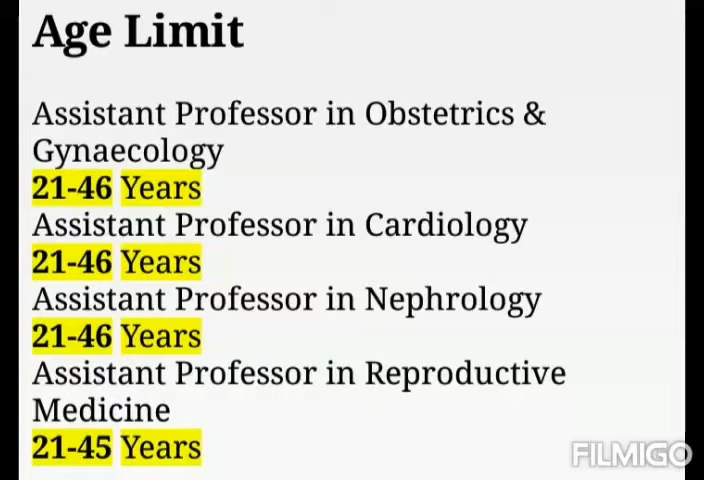 Age Limit
Assistant Professor in Obstetrics &
Gynaecology
21-46 Years
Assistant Professor in Cardiology
21-46 Years
Assistant Professor in Nephrology
21-46 Years
Assistant Professor in Reproductive
Medicine
21-45 Years
FILMIGO